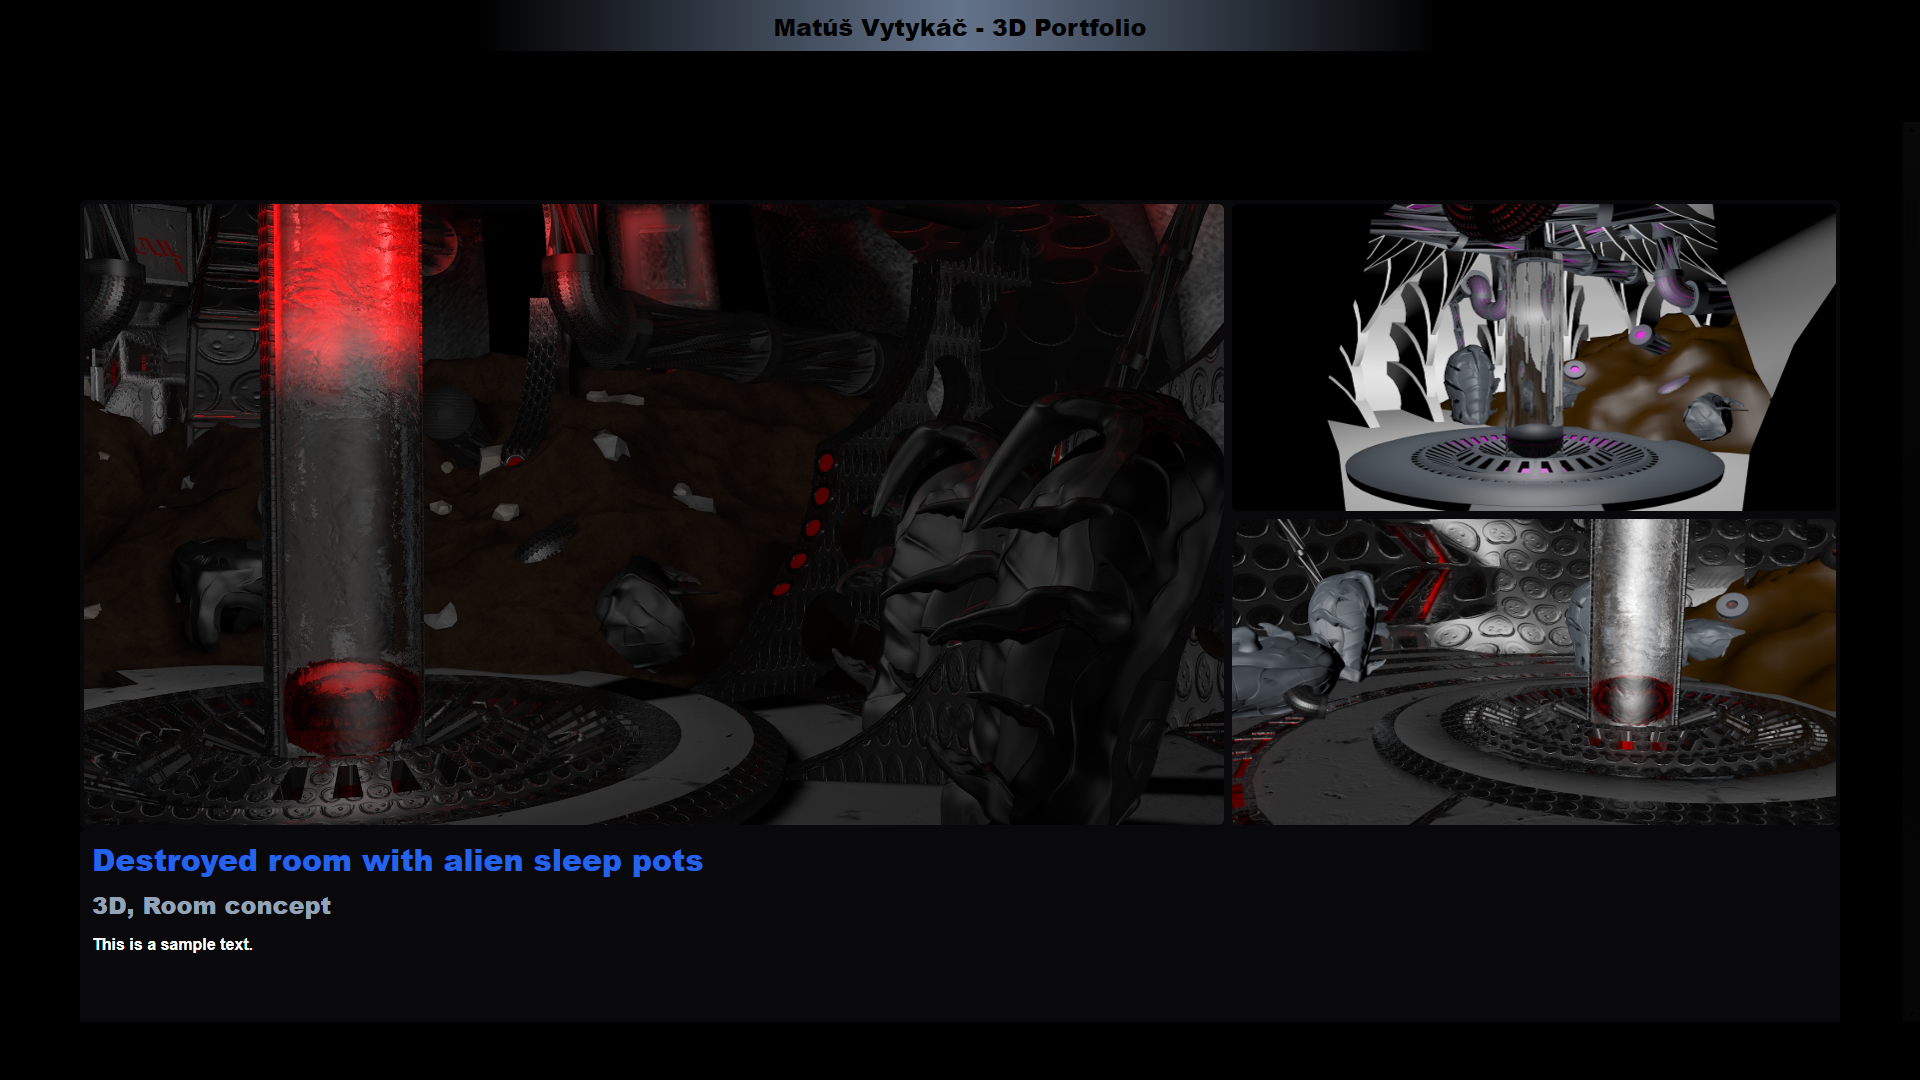 Matúš Vytykáč - 3D Portfolio
Destroyed room with alien sleep pots
3D, Room concept
This is a sample text.